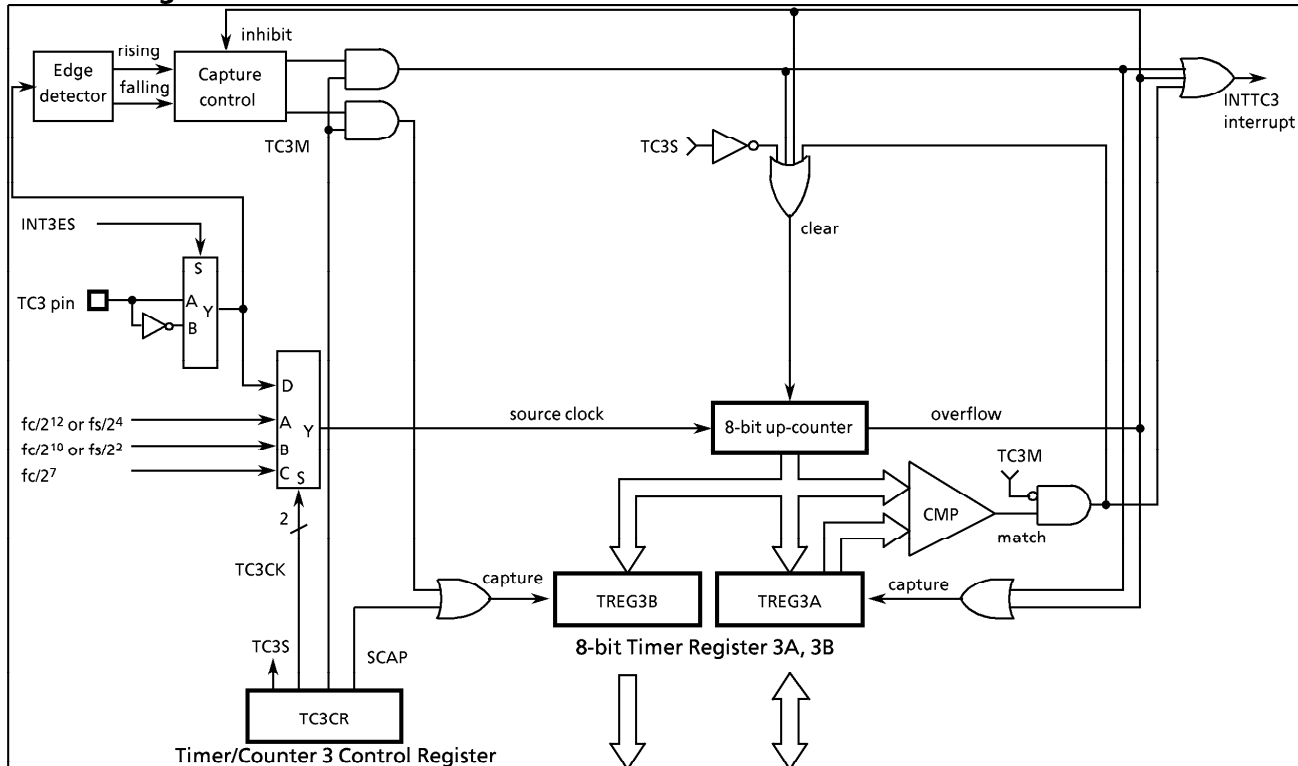 rising
inhibit
Edge
detector
falling
Capture
control
TC3M
TC3S
INTTC3
interrupt
clear
INT3ES
S
TC3 pin
A
Y
B
D
fc/2¹² or fs/2⁴
A
Y
source clock
8-bit up-counter
overflow
fc/2¹⁰ or fs/2²
B
fc/2⁷
C
S
TC3M
2
CMP
match
TC3CK
capture
TREG3B
TREG3A
capture
8-bit Timer Register 3A, 3B
TC3S
SCAP
TC3CR
Timer/Counter 3 Control Register